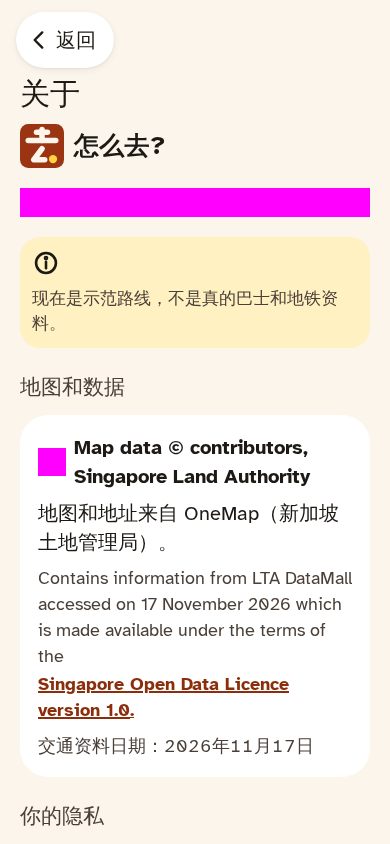 返回
关于
去
怎么去?
现在是示范路线，不是真的巴士和地铁资
料。
地图和数据
Map data © contributors,
Singapore Land Authority
地图和地址来自 OneMap（新加坡
土地管理局）。
Contains information from LTA DataMall
accessed on 17 November 2026 which
is made available under the terms of
the
Singapore Open Data Licence
version 1.0.
交通资料日期：2026年11月17日
你的隐私